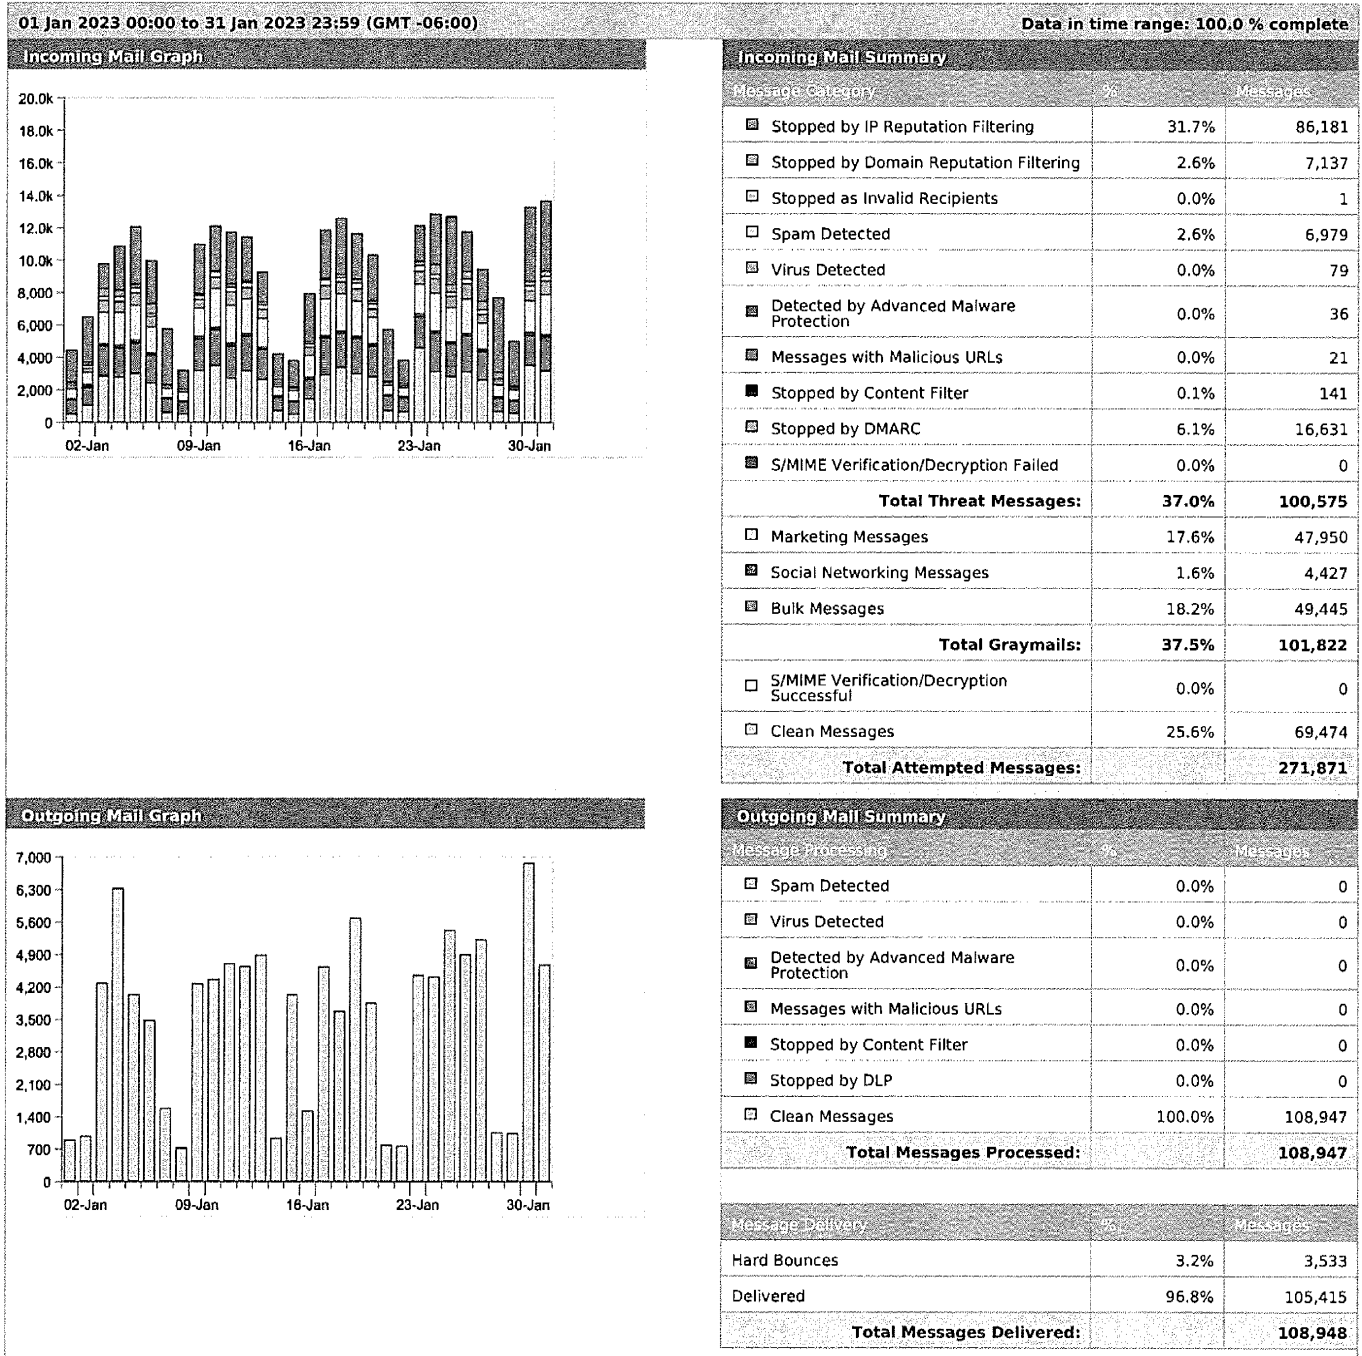 01 Jan 2023 00:00 to 31 Jan 2023 23:59 (GMT -06:00)
Data in time range: 100.0 % complete
Incoming Mail Graph
20.0k
18.0k
16.0k
14.0k
12.0k
10.0k
8,000
6,000
4,000
2,000
0
02-Jan 09-Jan 16-Jan 23-Jan 30-Jan
Incoming Mail Summary
Message Category % Messages
Stopped by IP Reputation Filtering 31.7% 86,181
Stopped by Domain Reputation Filtering 2.6% 7,137
Stopped as Invalid Recipients 0.0% 1
Spam Detected 2.6% 6,979
Virus Detected 0.0% 79
Detected by Advanced Malware
Protection 0.0% 36
Messages with Malicious URLs 0.0% 21
Stopped by Content Filter 0.1% 141
Stopped by DMARC 6.1% 16,631
S/MIME Verification/Decryption Failed 0.0% 0
Total Threat Messages: 37.0% 100,575
Marketing Messages 17.6% 47,950
Social Networking Messages 1.6% 4,427
Bulk Messages 18.2% 49,445
Total Graymails: 37.5% 101,822
S/MIME Verification/Decryption
Successful 0.0% 0
Clean Messages 25.6% 69,474
Total Attempted Messages: 271,871
Outgoing Mail Graph
7,000
6,300
5,600
4,900
4,200
3,500
2,800
2,100
1,400
700
0
02-Jan 09-Jan 16-Jan 23-Jan 30-Jan
Outgoing Mail Summary
Message Processing % Messages
Spam Detected 0.0% 0
Virus Detected 0.0% 0
Detected by Advanced Malware
Protection 0.0% 0
Messages with Malicious URLs 0.0% 0
Stopped by Content Filter 0.0% 0
Stopped by DLP 0.0% 0
Clean Messages 100.0% 108,947
Total Messages Processed: 108,947
Message Delivery % Messages
Hard Bounces 3.2% 3,533
Delivered 96.8% 105,415
Total Messages Delivered: 108,948